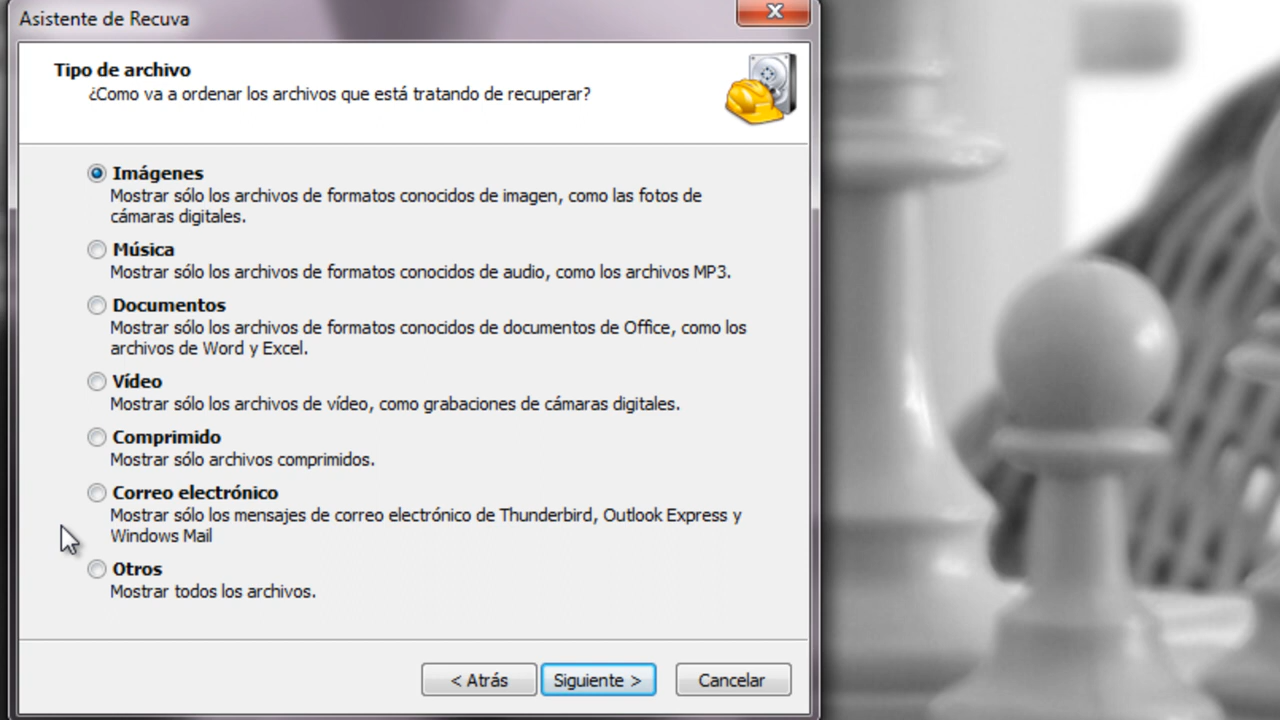 Asistente de Recuva
Tipo de archivo
¿Como va a ordenar los archivos que está tratando de recuperar?
Imágenes
Mostrar sólo los archivos de formatos conocidos de imagen, como las fotos de
cámaras digitales.
Música
Mostrar sólo los archivos de formatos conocidos de audio, como los archivos MP3.
Documentos
Mostrar sólo los archivos de formatos conocidos de documentos de Office, como los
archivos de Word y Excel.
Vídeo
Mostrar sólo los archivos de vídeo, como grabaciones de cámaras digitales.
Comprimido
Mostrar sólo archivos comprimidos.
Correo electrónico
Mostrar sólo los mensajes de correo electrónico de Thunderbird, Outlook Express y
Windows Mail
Otros
Mostrar todos los archivos.
< Atrás Siguiente > Cancelar